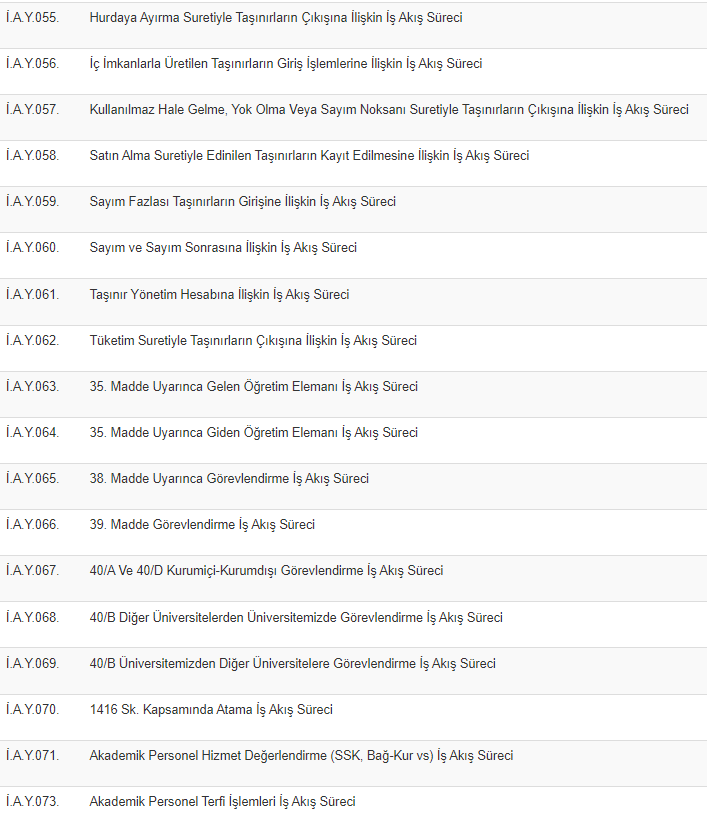 İ.A.Y.055. Hurdaya Ayırma Suretiyle Taşınırların Çıkışına İlişkin İş Akış Süreci
İ.A.Y.056. İç İmkanlarla Üretilen Taşınırların Giriş İşlemlerine İlişkin İş Akış Süreci
İ.A.Y.057. Kullanılmaz Hale Gelme, Yok Olma Veya Sayım Noksanı Suretiyle Taşınırların Çıkışına İlişkin İş Akış Süreci
İ.A.Y.058. Satın Alma Suretiyle Edinilen Taşınırların Kayıt Edilmesine İlişkin İş Akış Süreci
İ.A.Y.059. Sayım Fazlası Taşınırların Girişine İlişkin İş Akış Süreci
İ.A.Y.060. Sayım ve Sayım Sonrasına İlişkin İş Akış Süreci
İ.A.Y.061. Taşınır Yönetim Hesabına İlişkin İş Akış Süreci
İ.A.Y.062. Tüketim Suretiyle Taşınırların Çıkışına İlişkin İş Akış Süreci
İ.A.Y.063. 35. Madde Uyarınca Gelen Öğretim Elemanı İş Akış Süreci
İ.A.Y.064. 35. Madde Uyarınca Giden Öğretim Elemanı İş Akış Süreci
İ.A.Y.065. 38. Madde Uyarınca Görevlendirme İş Akış Süreci
İ.A.Y.066. 39. Madde Görevlendirme İş Akış Süreci
İ.A.Y.067. 40/A Ve 40/D Kurumiçi-Kurumdışı Görevlendirme İş Akış Süreci
İ.A.Y.068. 40/B Diğer Üniversitelerden Üniversitemizde Görevlendirme İş Akış Süreci
İ.A.Y.069. 40/B Üniversitemizden Diğer Üniversitelere Görevlendirme İş Akış Süreci
İ.A.Y.070. 1416 Sk. Kapsamında Atama İş Akış Süreci
İ.A.Y.071. Akademik Personel Hizmet Değerlendirme (SSK, Bağ-Kur vs) İş Akış Süreci
İ.A.Y.073. Akademik Personel Terfi İşlemleri İş Akış Süreci